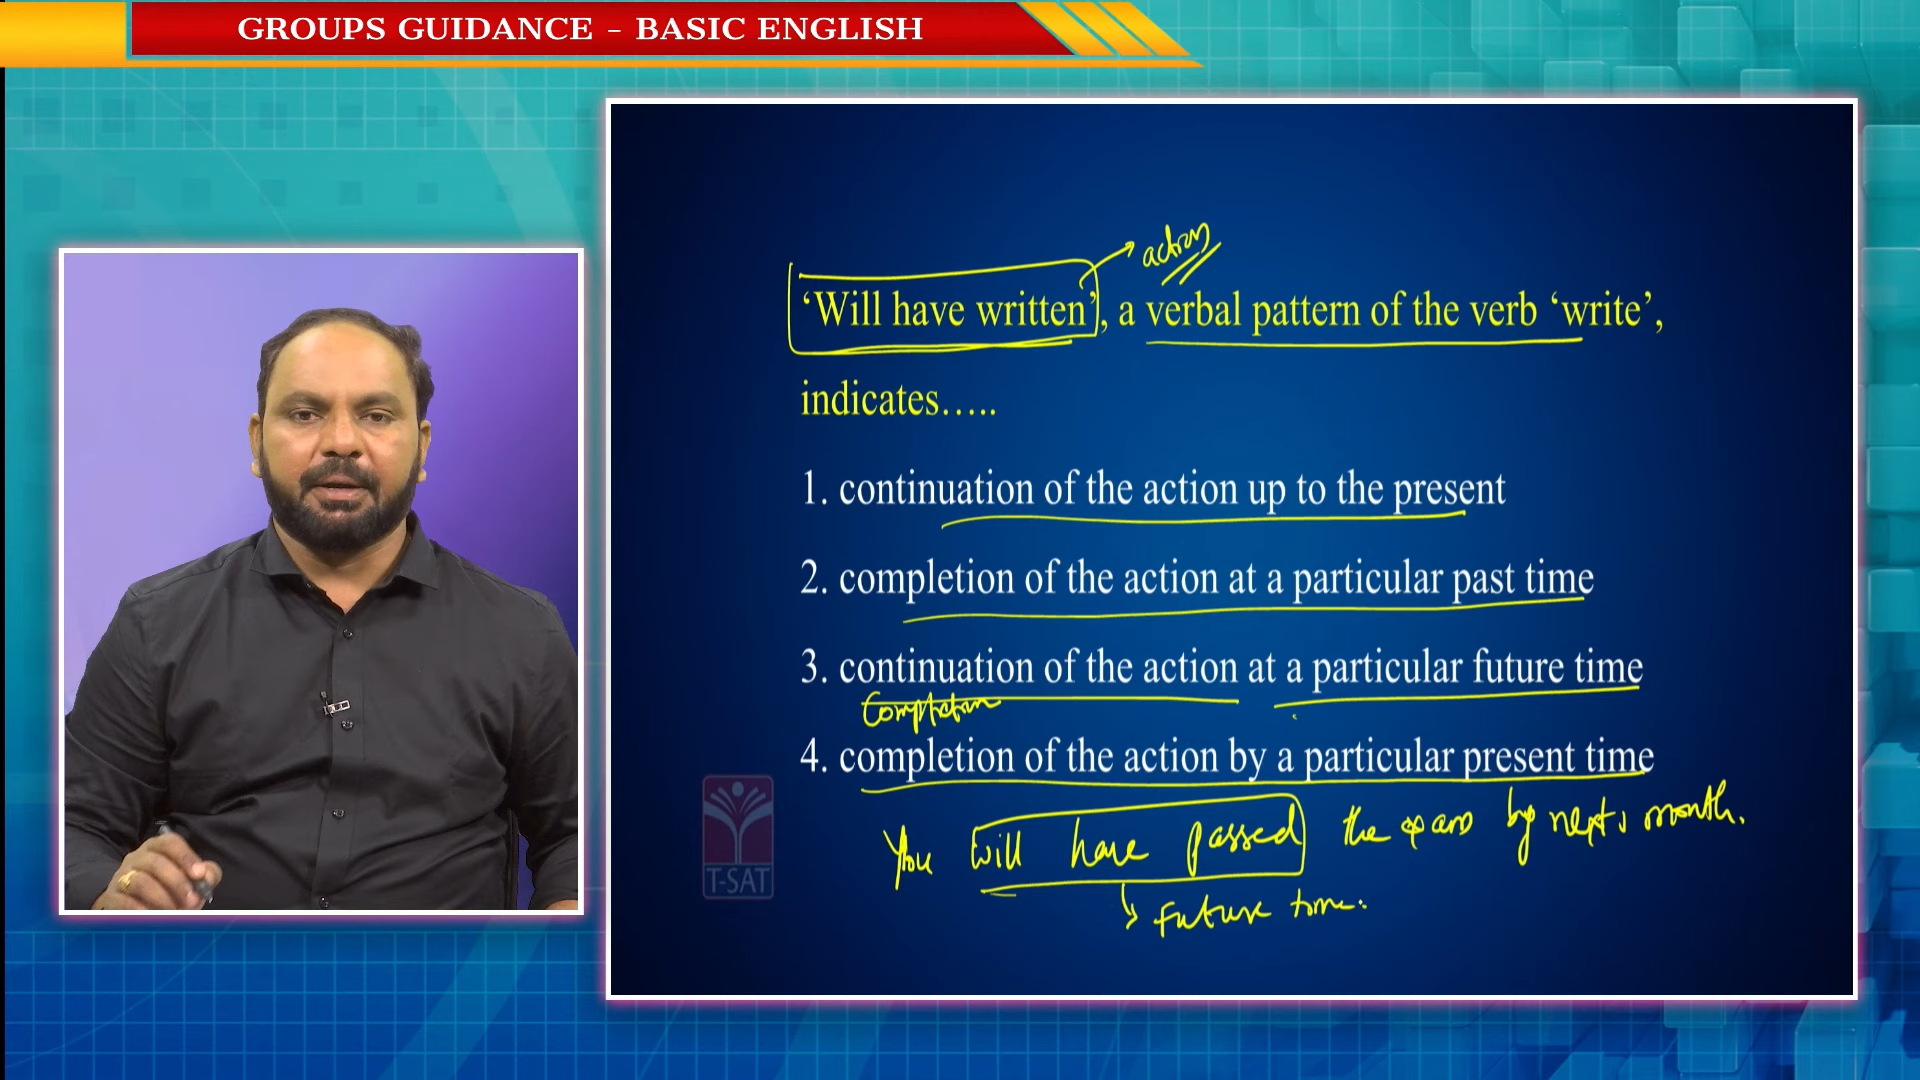 GROUPS GUIDANCE – BASIC ENGLISH
action
‘Will have written’, a verbal pattern of the verb ‘write’,
indicates.....
1. continuation of the action up to the present
2. completion of the action at a particular past time
3. continuation of the action at a particular future time
Completion
4. completion of the action by a particular present time
You will have passed the exam by next month.
Future time.
T-SAT